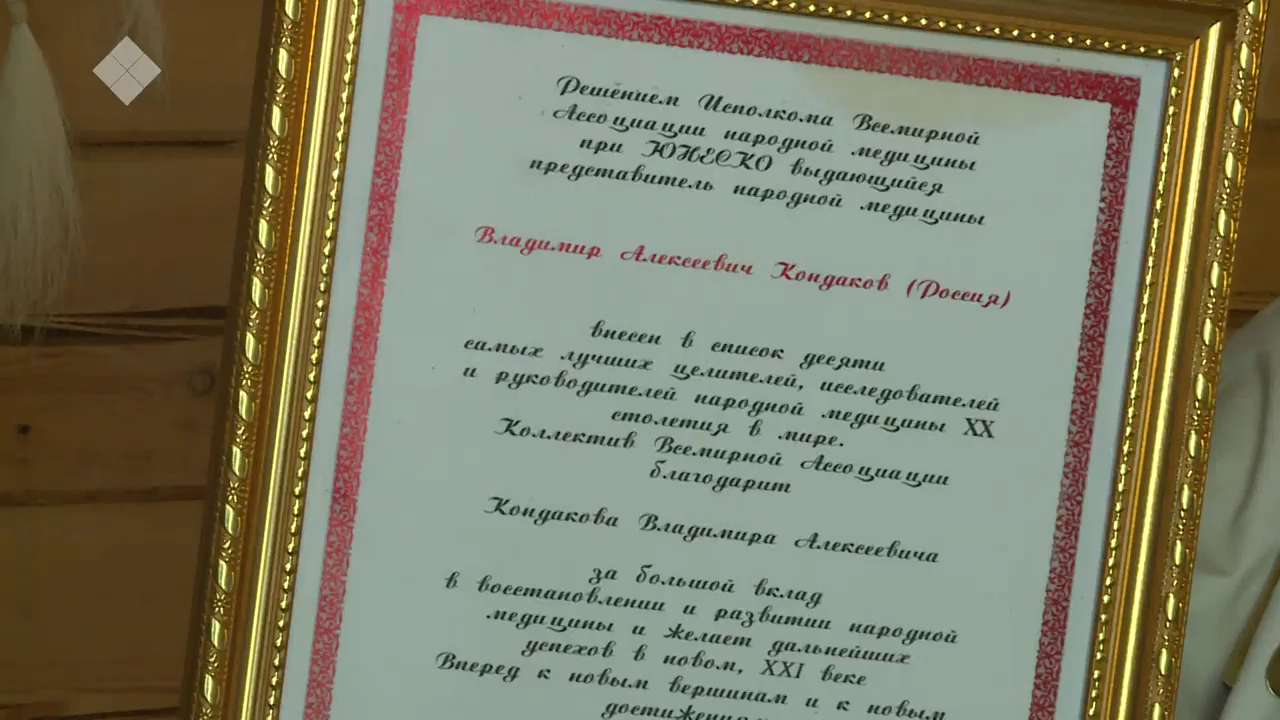 Решением Исполкома Всемирной
Ассоциации народной медицины
при ЮНЕСКО выдающийся
представитель народной медицины
Владимир Алексеевич Кондаков (Россия)
внесен в список десяти
самых лучших целителей, исследователей
и руководителей народной медицины XX
столетия в мире.
Коллектив Всемирной Ассоциации
благодарит
Кондакова Владимира Алексеевича
за большой вклад
в восстановлении и развитии народной
медицины и желает дальнейших
успехов в новом, XXI веке
Вперед к новым вершинам и к новым